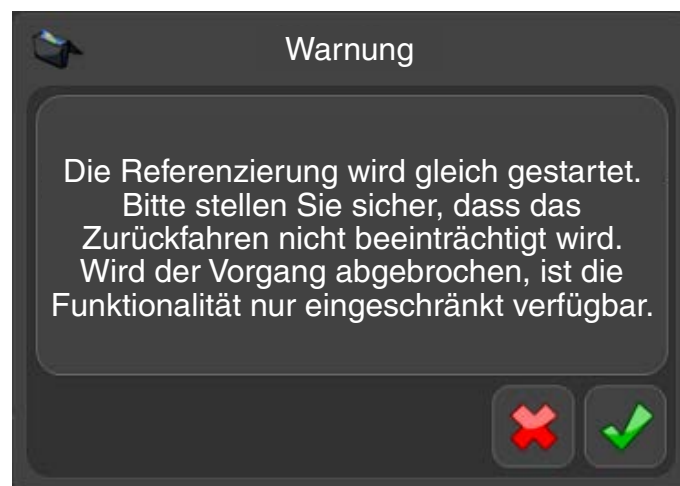 Warnung
Die Referenzierung wird gleich gestartet.
Bitte stellen Sie sicher, dass das
Zurückfahren nicht beeinträchtigt wird.
Wird der Vorgang abgebrochen, ist die
Funktionalität nur eingeschränkt verfügbar.